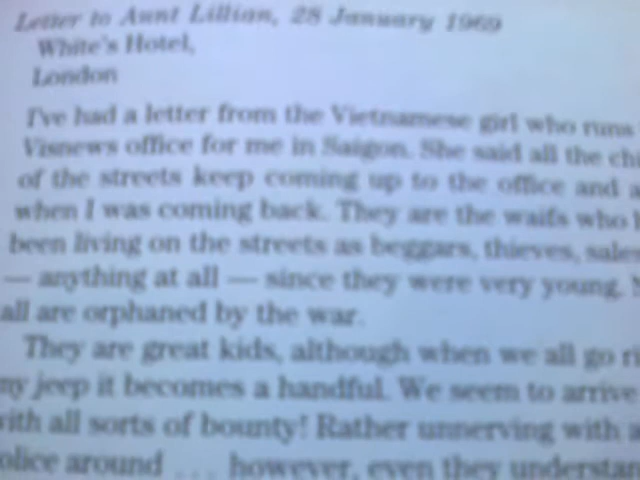 Letter to Aunt Lillian, 28 January 1969
White's Hotel,
London
I've had a letter from the Vietnamese girl who runs
Visnews office for me in Saigon. She said all the
of the streets keep coming up to the office and
when I was coming back. They are the waifs who
been living on the streets as beggars, thieves,
— anything at all — since they were very young.
all are orphaned by the war.
They are great kids, although when we all go
my jeep it becomes a handful. We seem to arrive
with all sorts of bounty! Rather unnerving with
olice around . . . however, even they understan